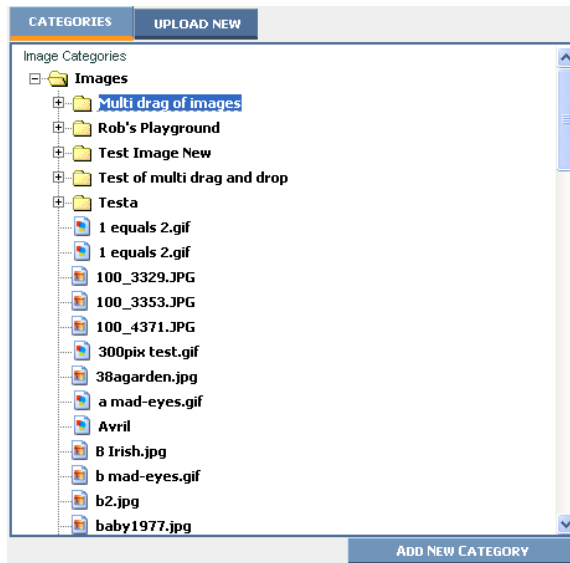 CATEGORIES UPLOAD NEW
Image Categories
Images
Multi drag of images
Rob's Playground
Test Image New
Test of multi drag and drop
Testa
1 equals 2.gif
1 equals 2.gif
100_3329.JPG
100_3353.JPG
100_4371.JPG
300pix test.gif
38agarden.jpg
a mad-eyes.gif
Avril
B Irish.jpg
b mad-eyes.gif
b2.jpg
baby1977.jpg
ADD NEW CATEGORY